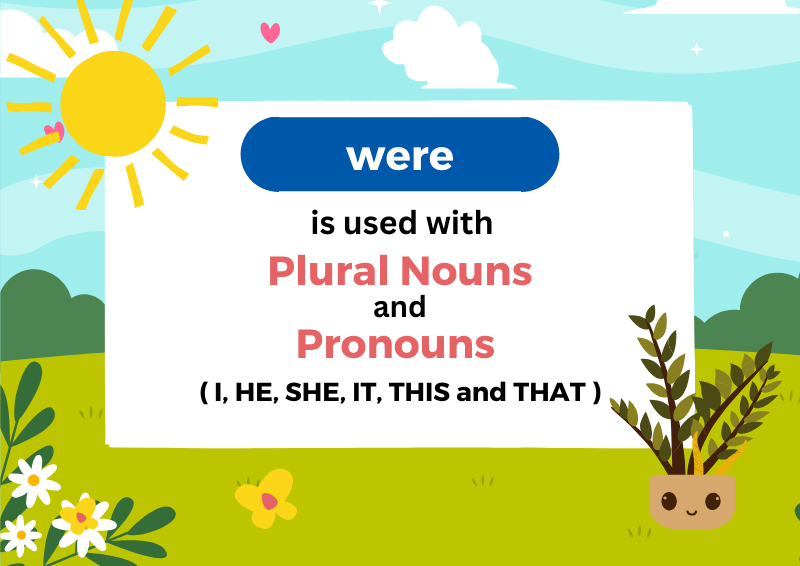 were
is used with
Plural Nouns
and
Pronouns
( I, HE, SHE, IT, THIS and THAT )